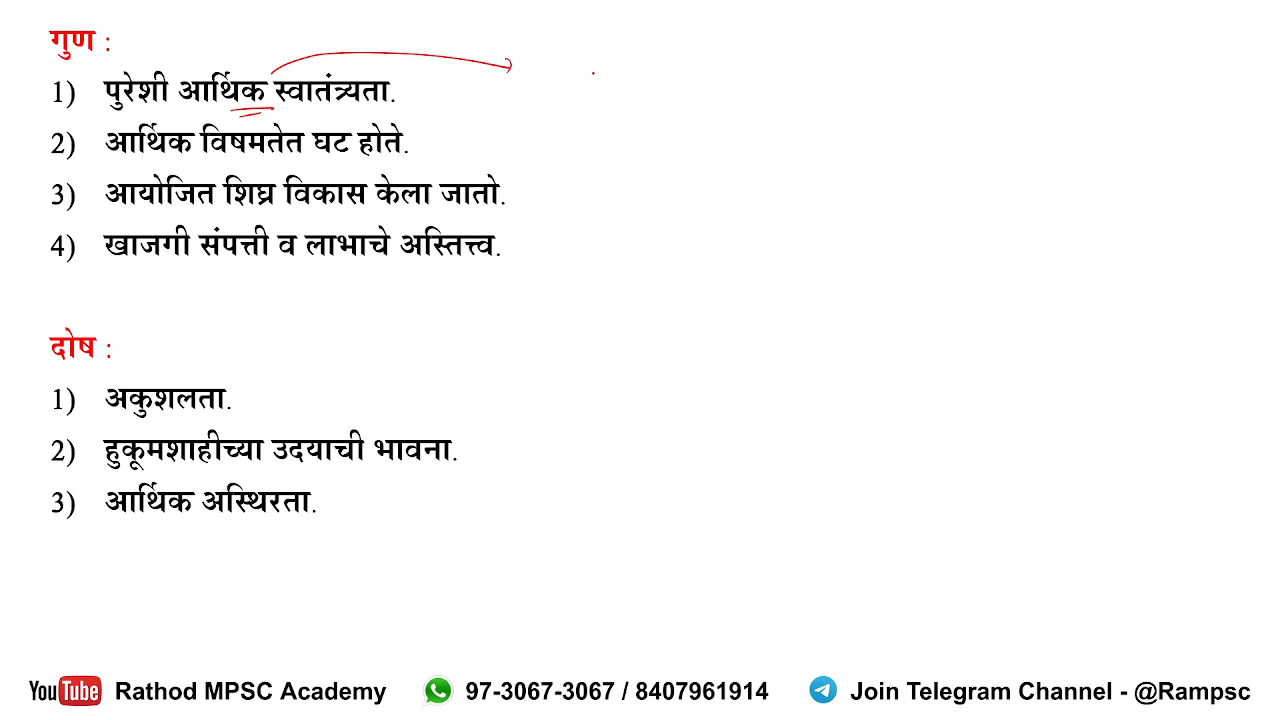 गुण :
1) पुरेशी आर्थिक स्वातंत्र्यता.
2) आर्थिक विषमतेत घट होते.
3) आयोजित शिघ्र विकास केला जातो.
4) खाजगी संपत्ती व लाभाचे अस्तित्त्व.
दोष :
1) अकुशलता.
2) हुकूमशाहीच्या उदयाची भावना.
3) आर्थिक अस्थिरता.
YouTube Rathod MPSC Academy 97-3067-3067 / 8407961914 Join Telegram Channel - @Rampsc